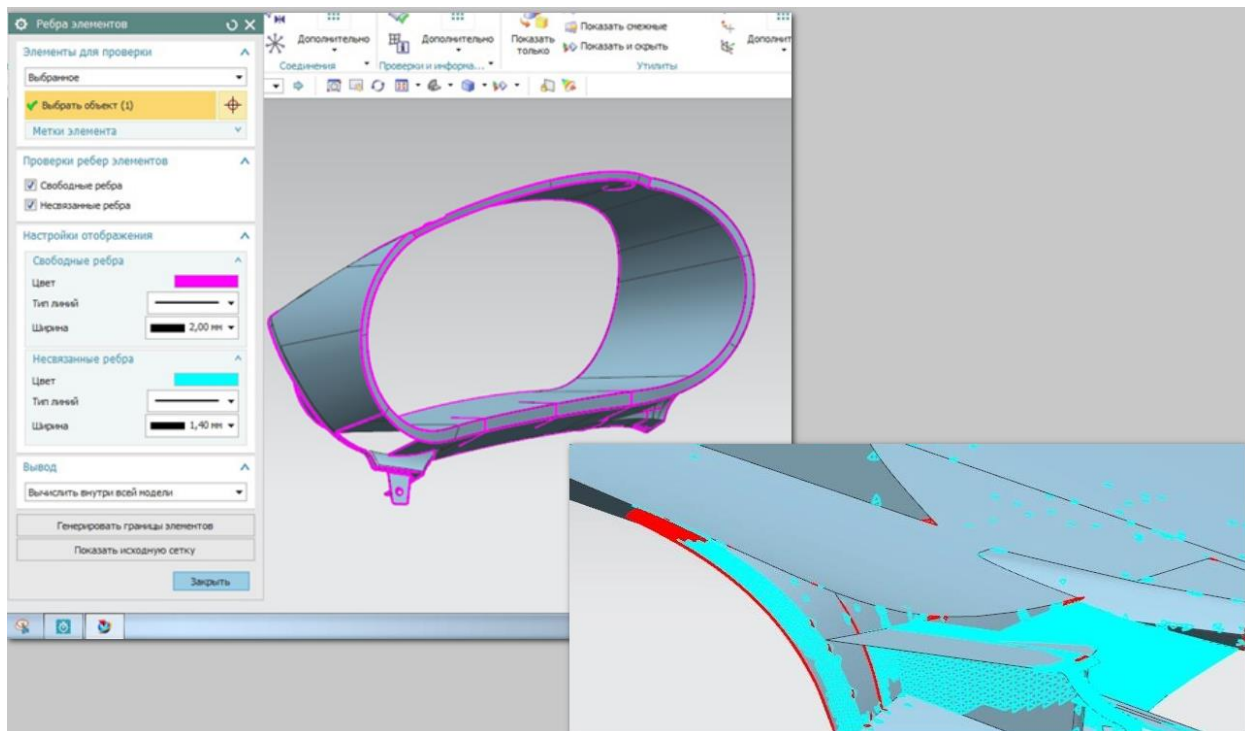 Ребра элементов
Элементы для проверки
Выбранное
Выбрать объект (1)
Метки элемента
Проверки ребер элементов
Свободные ребра
Несвязанные ребра
Настройки отображения
Свободные ребра
Цвет
Тип линий
Ширина 2,00 мм
Несвязанные ребра
Цвет
Тип линий
Ширина 1,40 мм
Вывод
Вычислить внутри всей модели
Генерировать границы элементов
Показать исходную сетку
Закрыть
Дополнительно
Соединения
Дополнительно
Проверки и информа...
Показать только
Показать смежные
Показать и скрыть
Утилиты
Дополнит